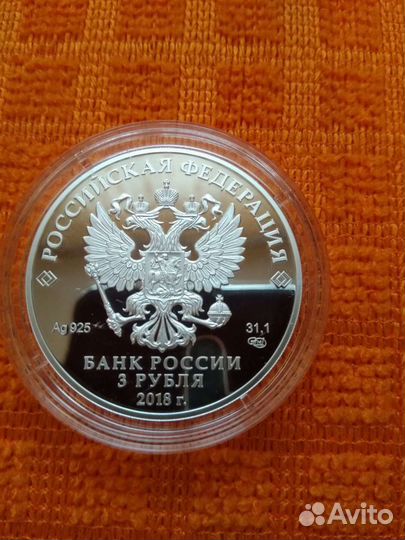 РОССИЙСКАЯ ФЕДЕРАЦИЯ
Ag 925
31,1
БАНК РОССИИ
3 РУБЛЯ
2018 г.
Avito